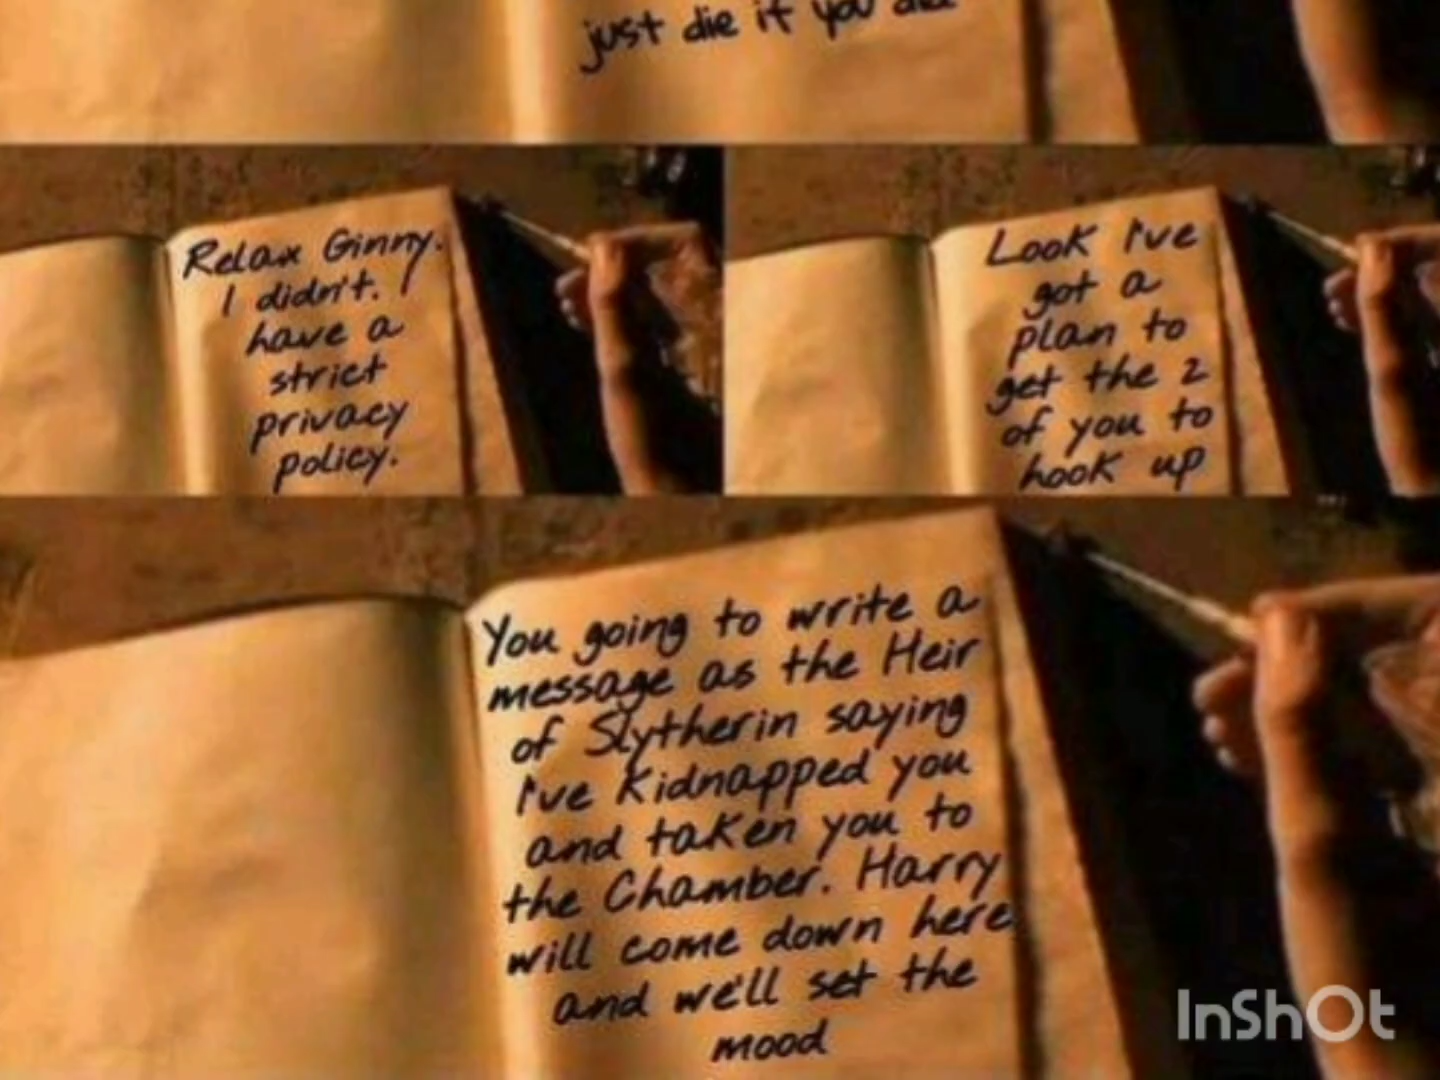 just die if you did
Relax Ginny.
I didn't. I
have a
strict
privacy
policy.
Look I've
got a
plan to
get the 2
of you to
hook up
You going to write a
message as the Heir
of Slytherin saying
I've Kidnapped you
and taken you to
the Chamber. Harry
will come down here
and we'll set the
mood
InShOt